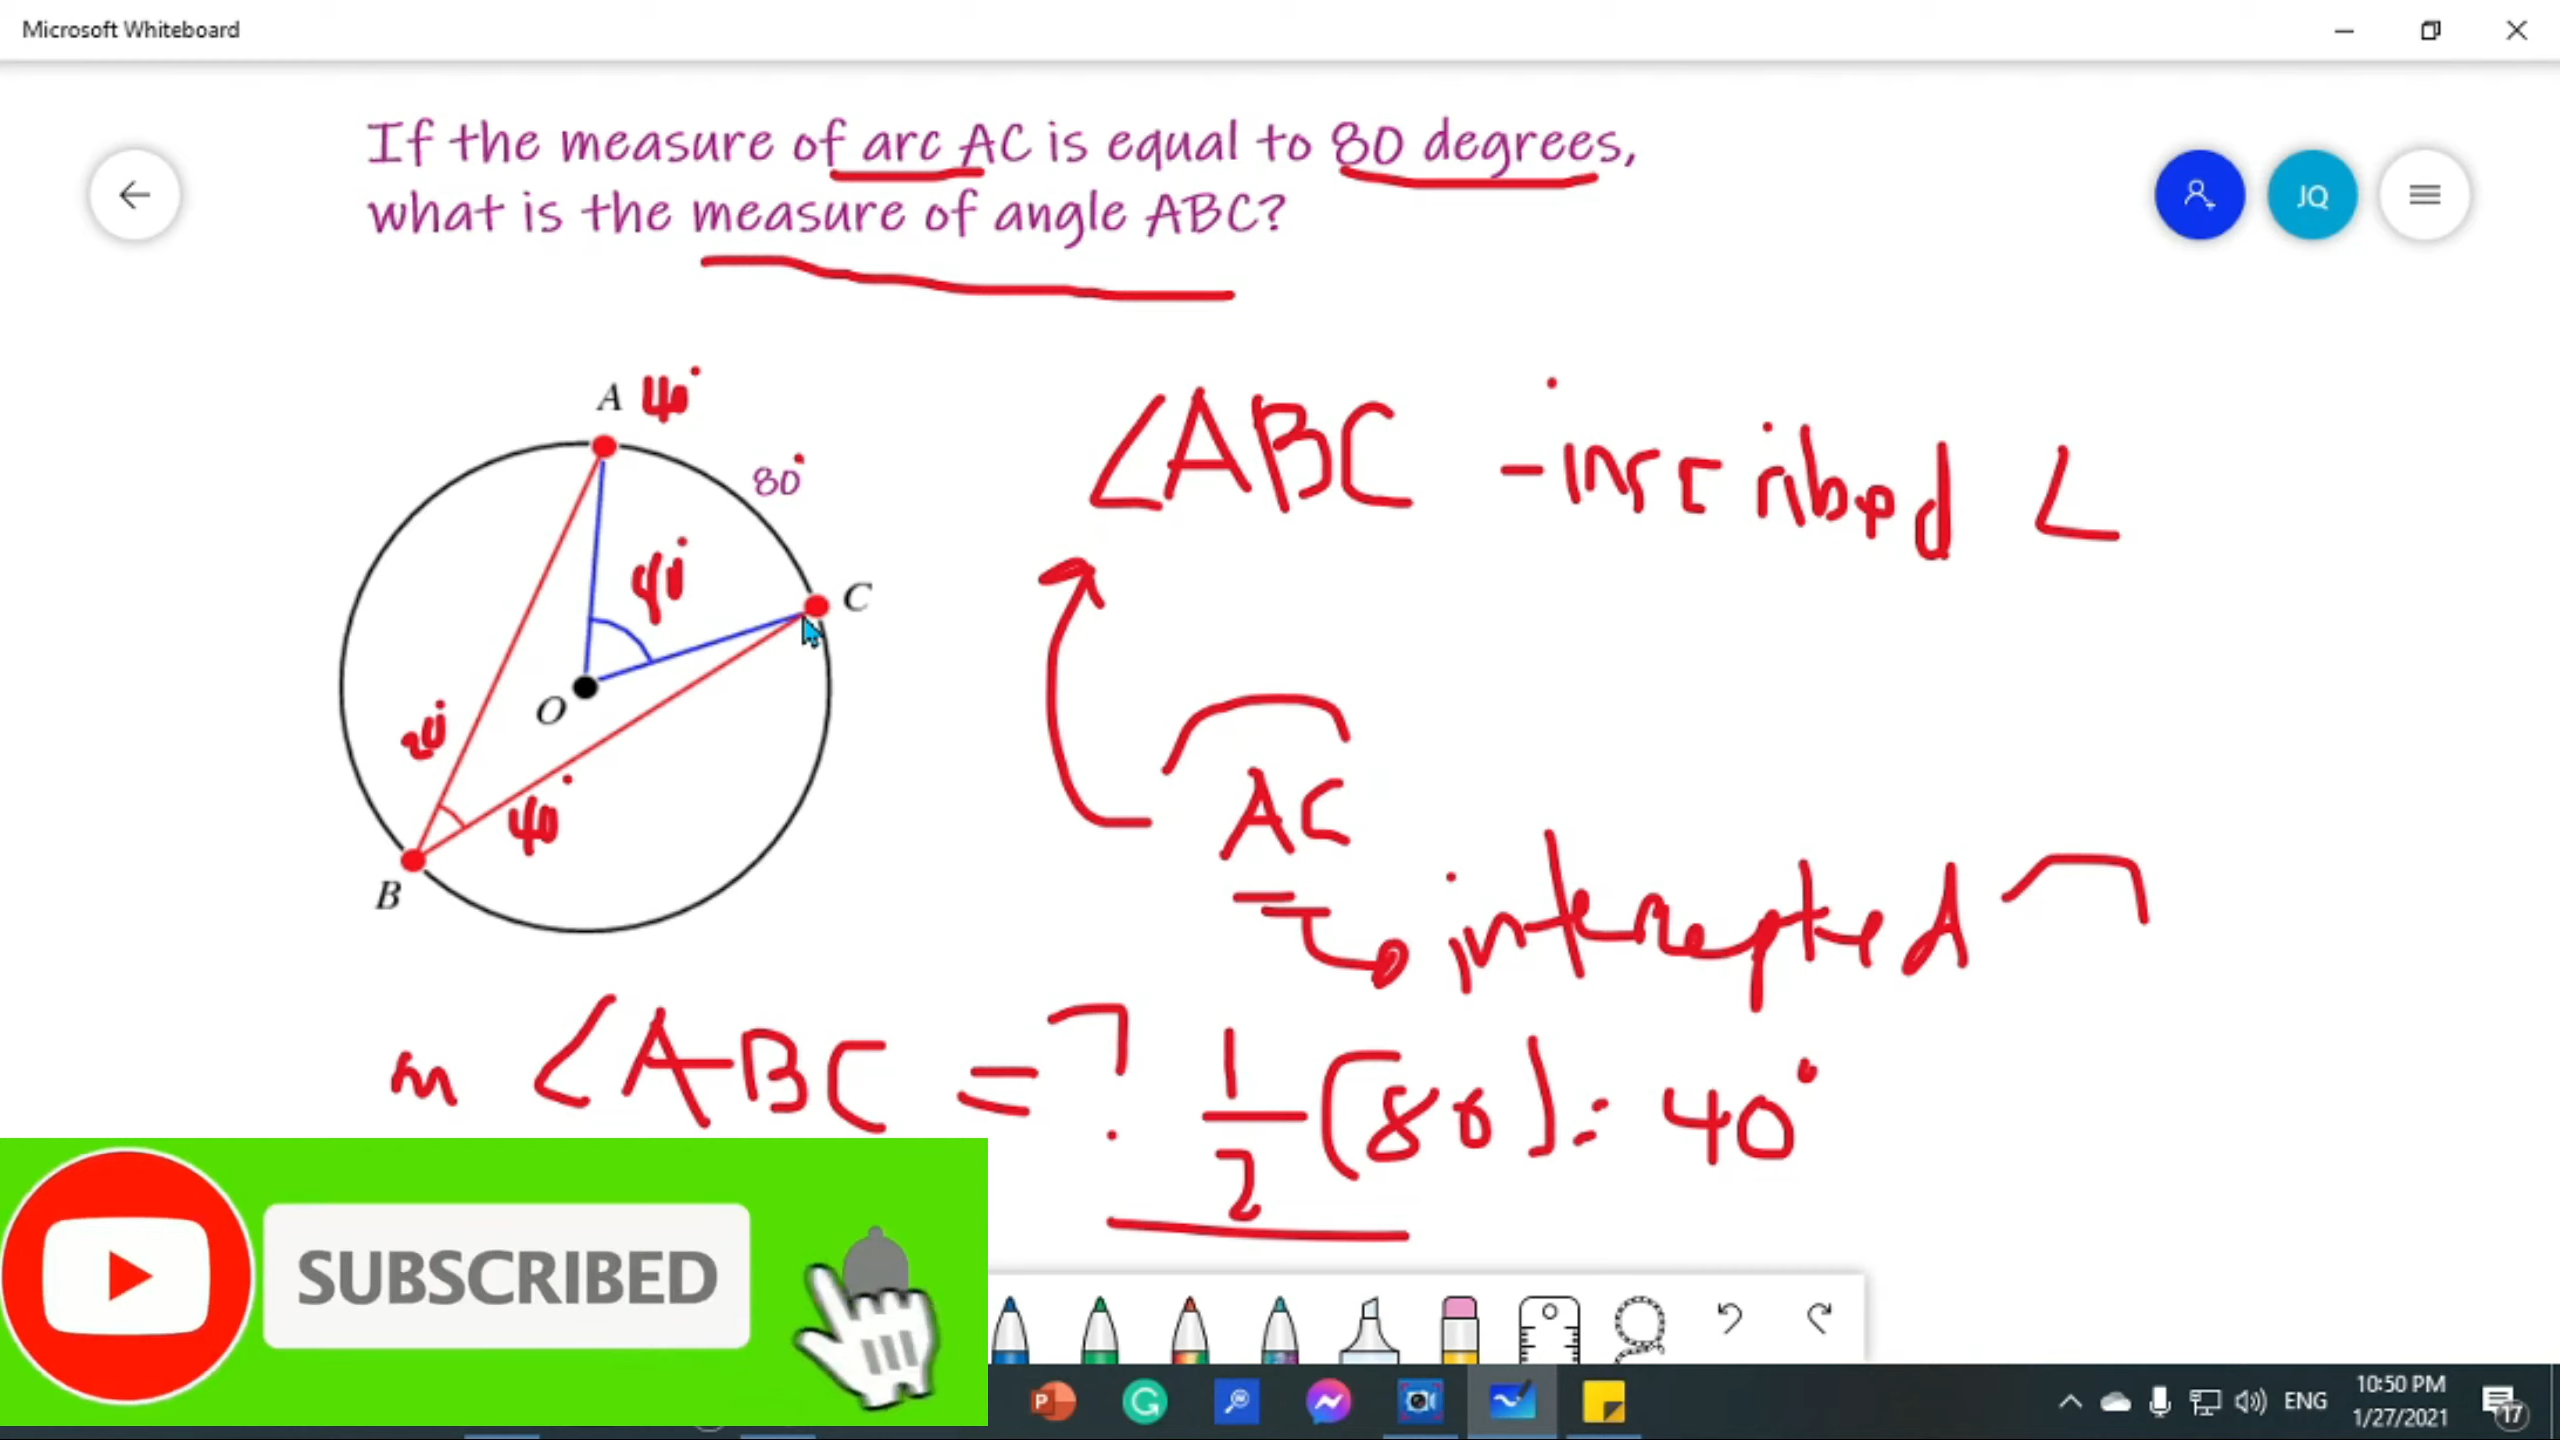 Microsoft Whiteboard
If the measure of arc AC is equal to 80 degrees,
what is the measure of angle ABC?
JQ
A 40°
80°
40°
C
O
20°
40°
B
∠ABC - inscribed ∠
AC
intercepted
m ∠ABC = ? 1/2 (80) = 40°
SUBSCRIBED
ENG
10:50 PM
1/27/2021
17